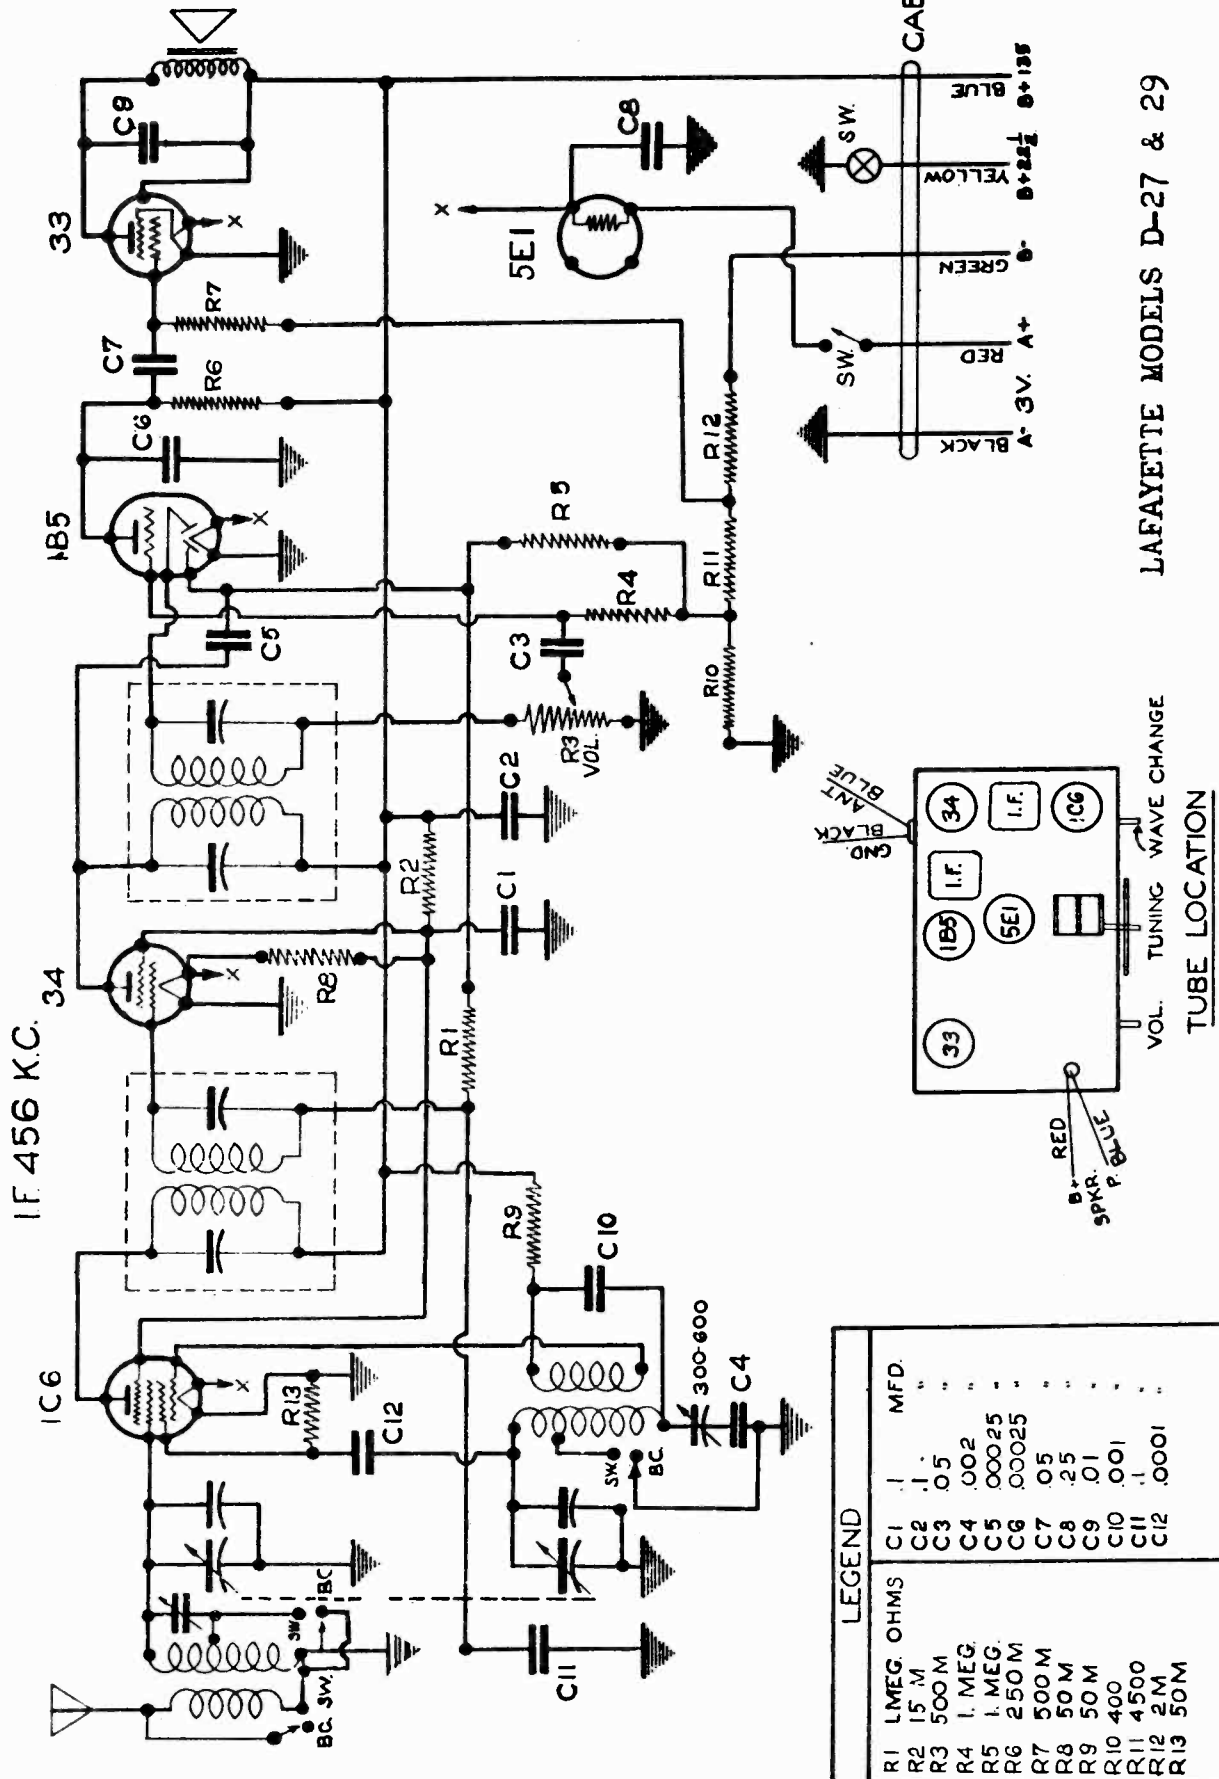 I.F. 456 K.C.
1C6
34
1B5
33
C9
C7
C6
R6
R7
5E1
X
C8
X
X
X
X
C5
R13
C12
R8
R2
C1
C2
R1
R3
VOL.
C3
R4
R5
R10
R11
R12
R9
C10
300-600
C4
SW
BC.
SW
BC
BC. SW.
C11
SW.
SW.
CAB
BLACK
RED
GREEN
YELLOW
BLUE
A- 3V. A+
B-
B+22½
B+135
LAFAYETTE MODELS D-27 & 29
LEGEND
R1 1.MEG. OHMS
R2 15 M
R3 500 M
R4 1. MEG.
R5 1. MEG.
R6 250 M
R7 500 M
R8 50 M
R9 50 M
R10 400
R11 4500
R12 2 M
R13 50 M
C1 .1 MFD.
C2 .1 "
C3 .05 "
C4 .002 "
C5 .00025 "
C6 .00025 "
C7 .05 "
C8 .25 "
C9 .01 "
C10 .001 "
C11 .1 "
C12 .0001 "
GND. BLACK
ANT BLUE
33
1B5
I.F.
34
5E1
I.F.
1C6
RED
B+
SPKR.
P. BLUE
VOL. TUNING WAVE CHANGE
TUBE LOCATION